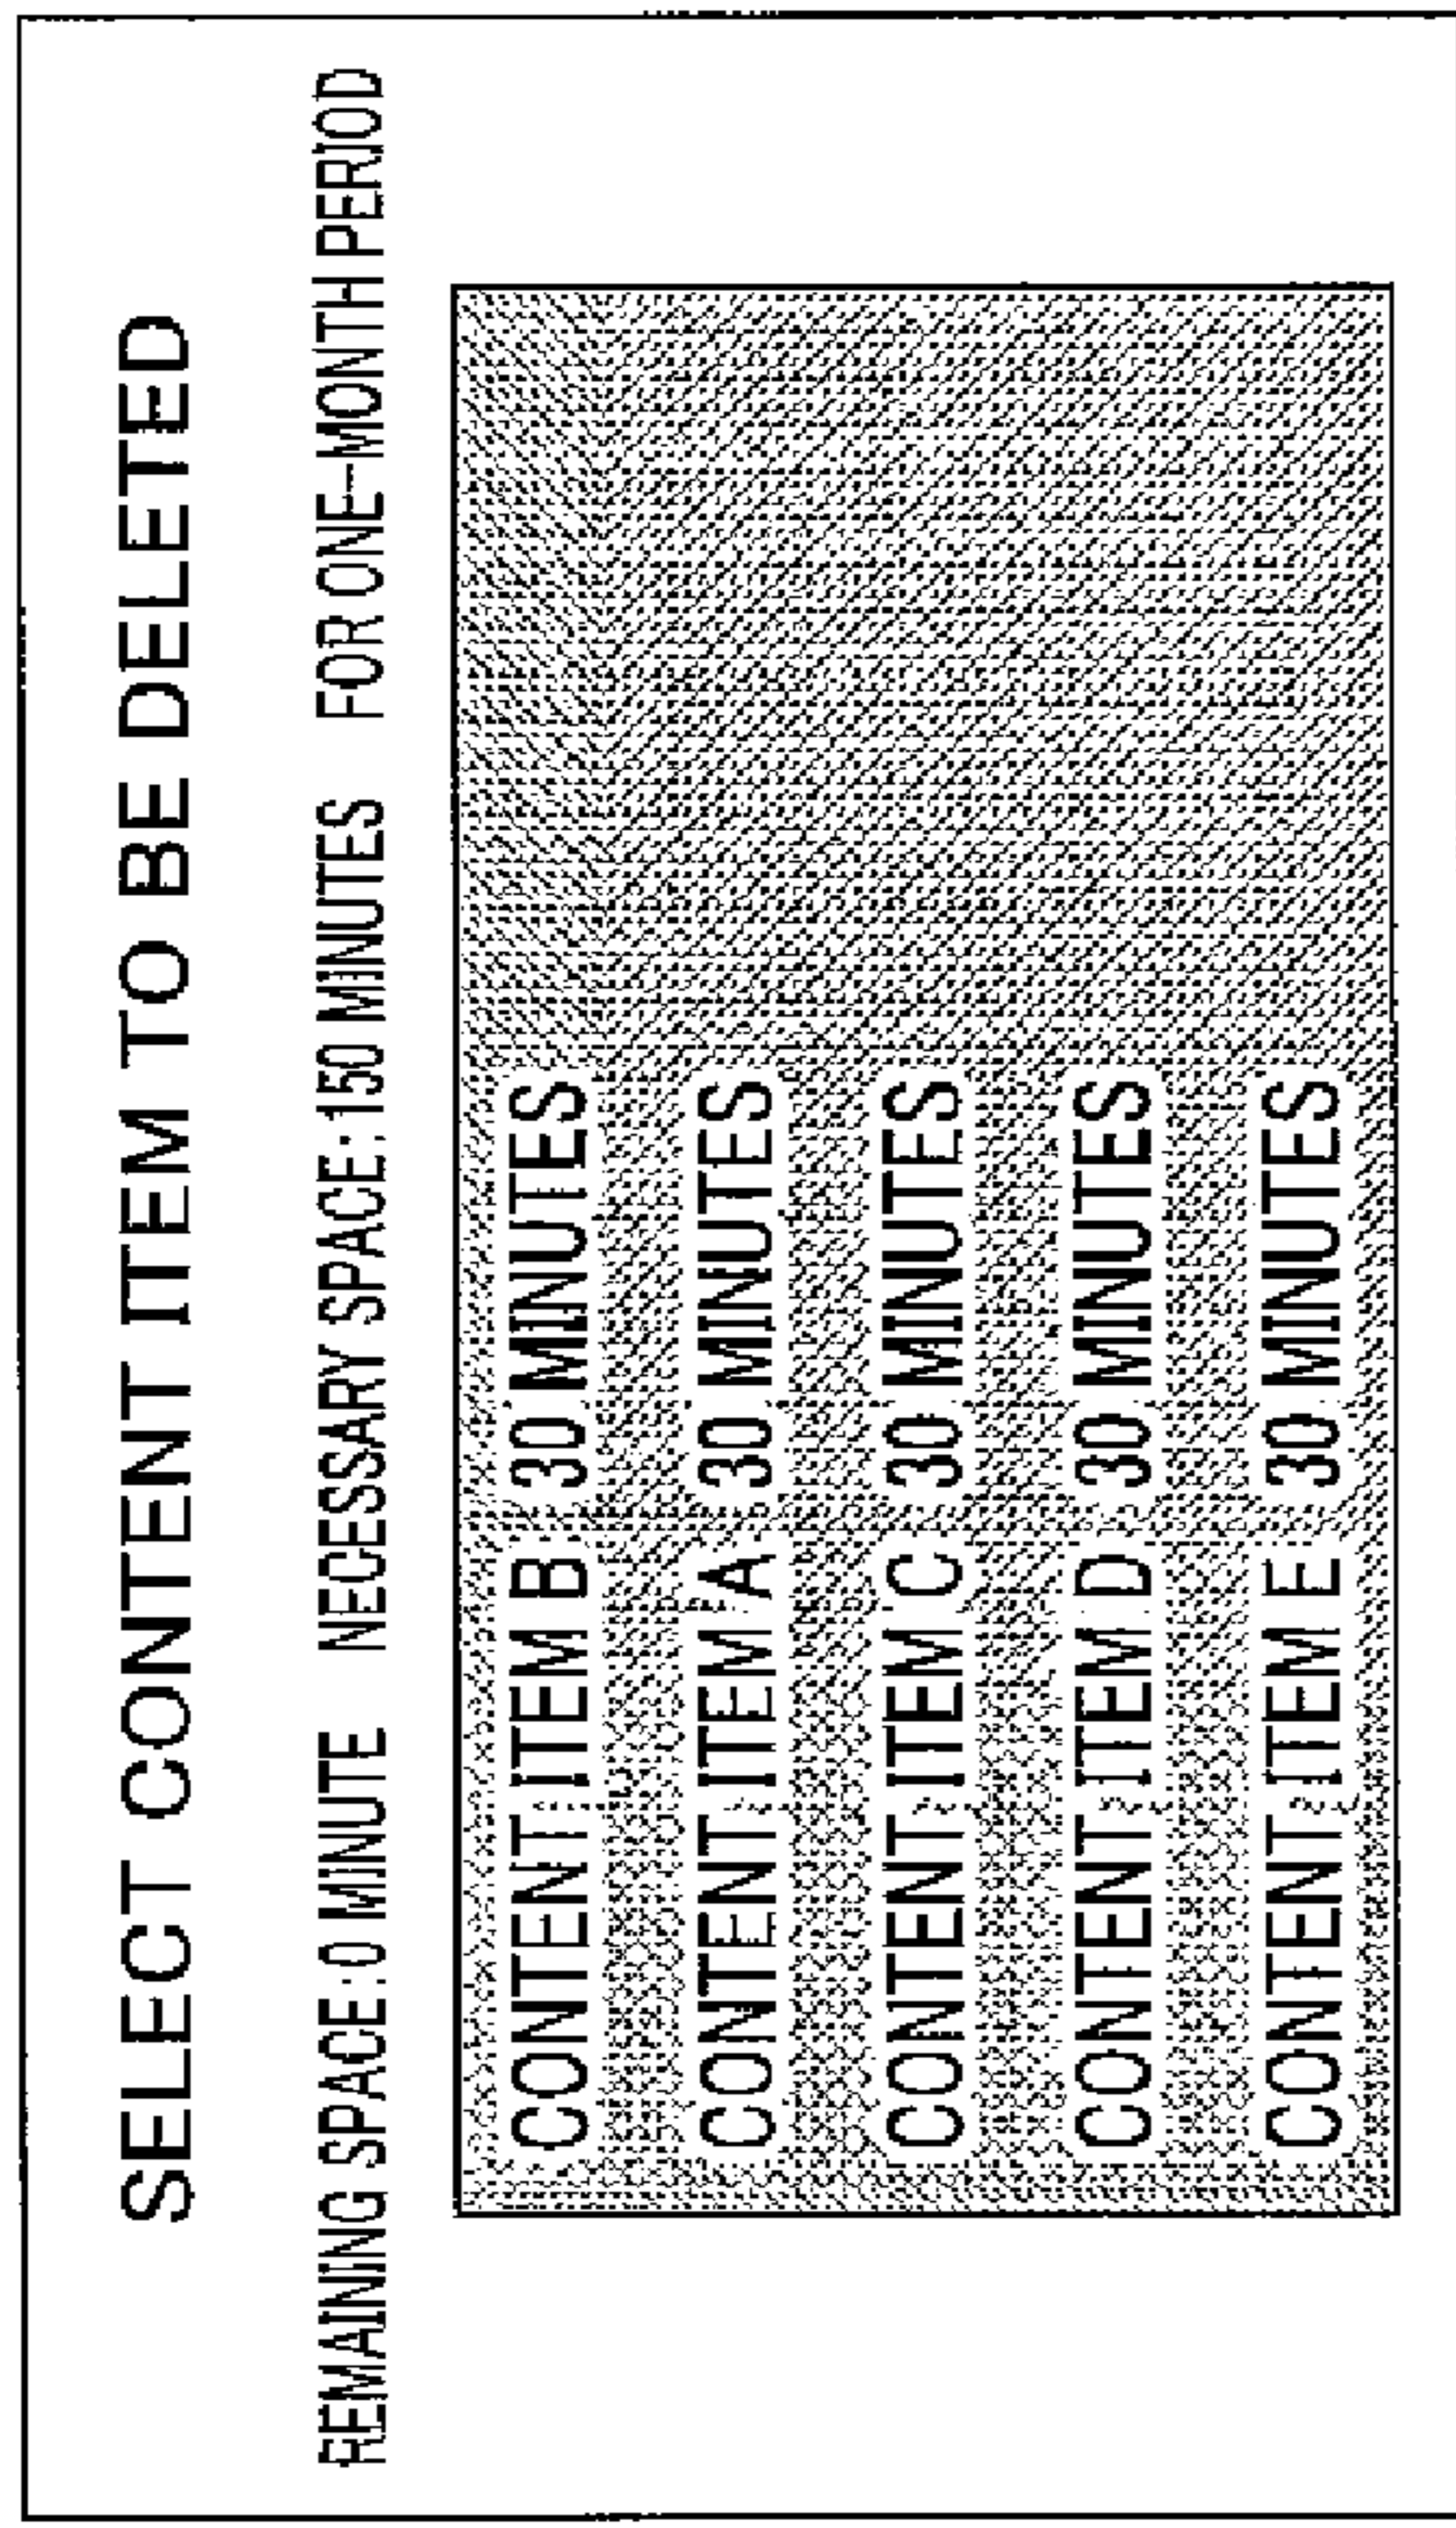 SELECT CONTENT ITEM TO BE DELETED
REMAINING SPACE:0 MINUTE NECESSARY SPACE:150 MINUTES FOR ONE-MONTH PERIOD
CONTENT ITEM B 30 MINUTES
CONTENT ITEM A 30 MINUTES
CONTENT ITEM C 30 MINUTES
CONTENT ITEM D 30 MINUTES
CONTENT ITEM E 30 MINUTES